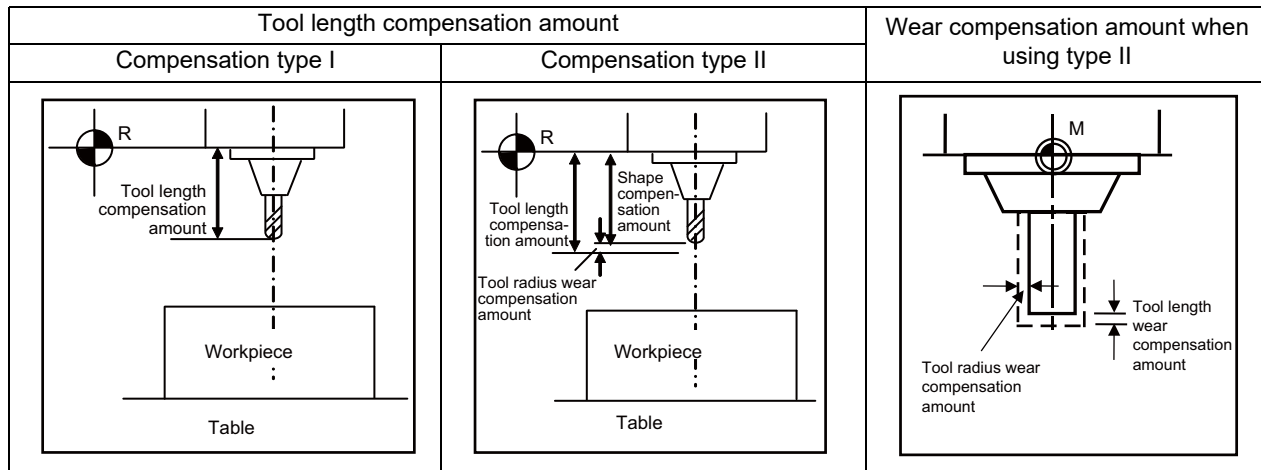 Tool length compensation amount
Wear compensation amount when
using type II
Compensation type I
Compensation type II
R
Tool length
compensation
amount
Workpiece
Table
R
Shape
compen-
sation
amount
Tool length
compensa-
tion amount
Tool radius wear
compensation
amount
Workpiece
Table
M
Tool length
wear
compensation
amount
Tool radius wear
compensation
amount